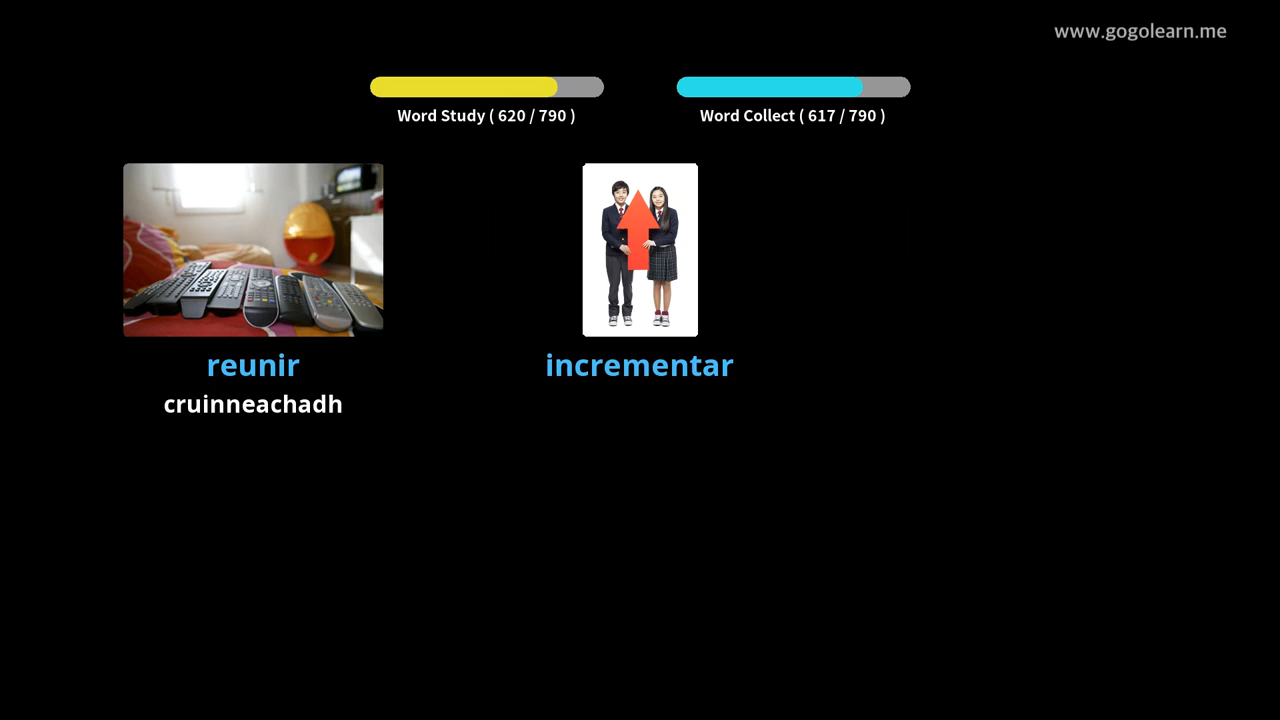 www.gogolearn.me
Word Study ( 620 / 790 )
Word Collect ( 617 / 790 )
reunir
cruinneachadh
incrementar